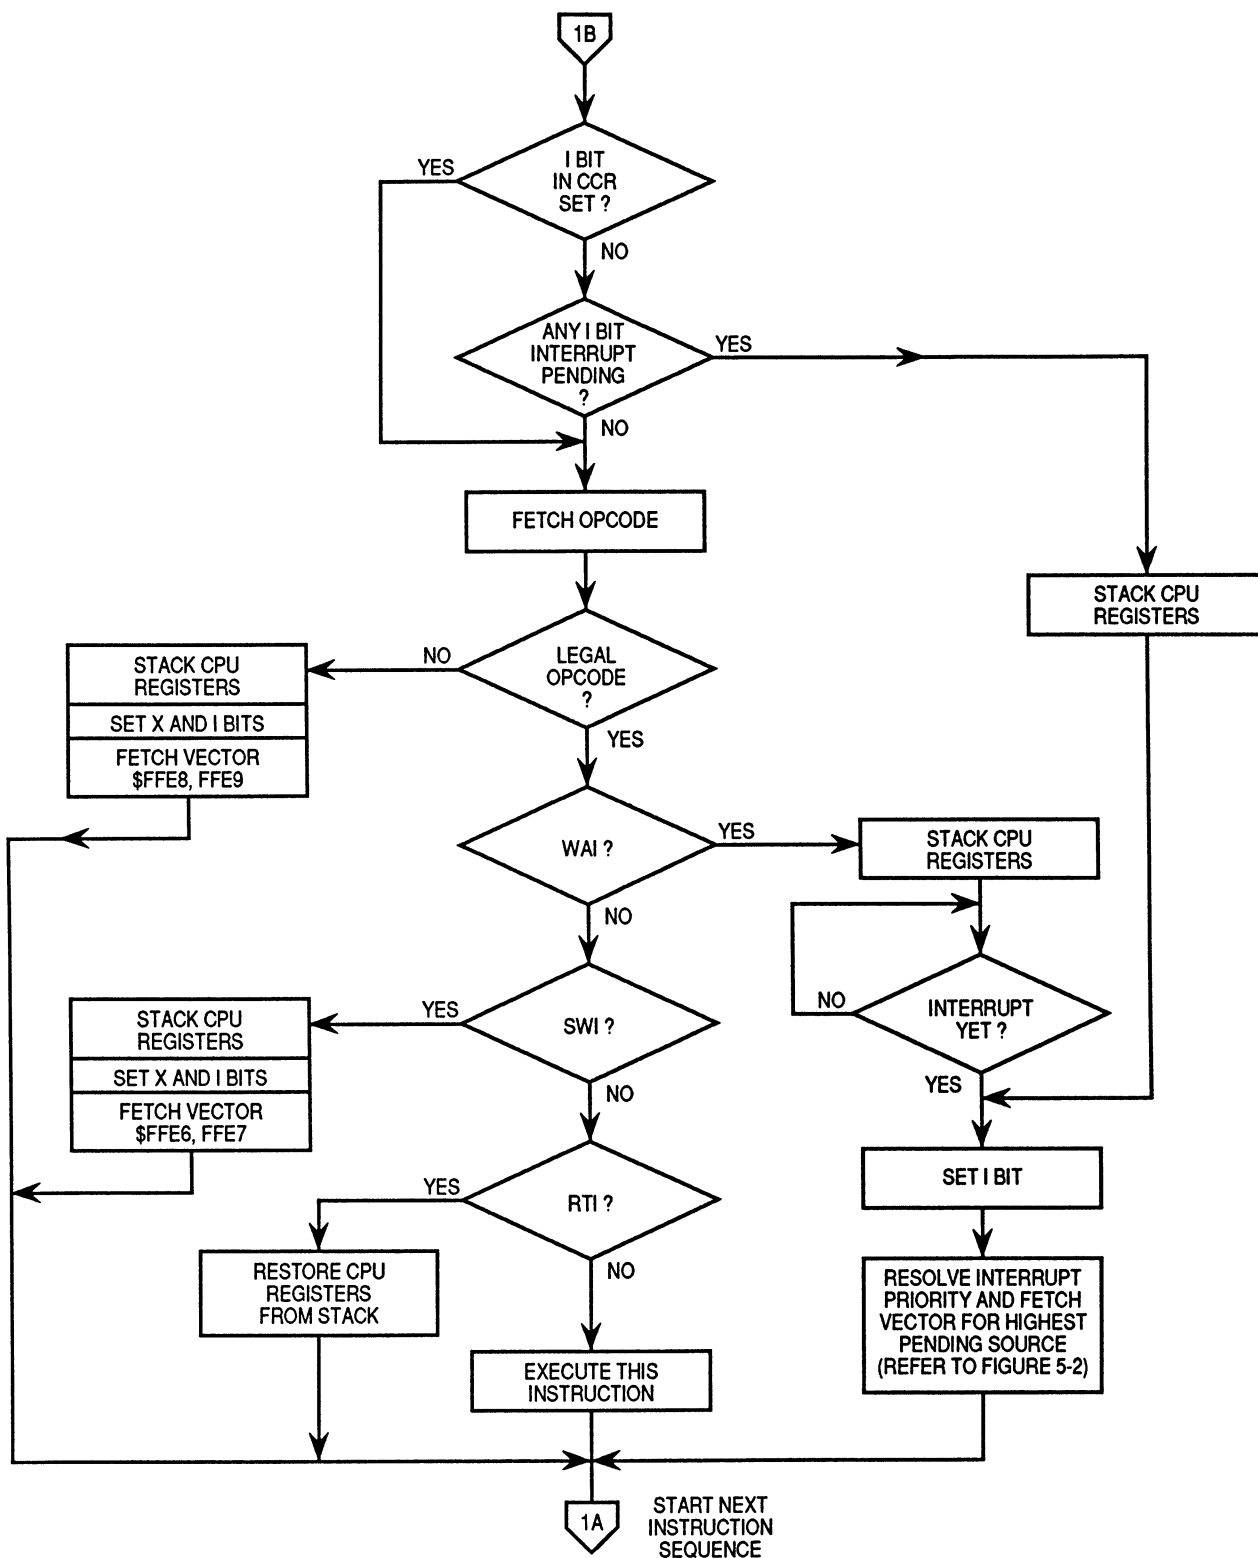 1B
I BIT
IN CCR
SET ?
YES
NO
ANY I BIT
INTERRUPT
PENDING
?
YES
NO
FETCH OPCODE
STACK CPU
REGISTERS
LEGAL
OPCODE
?
NO
YES
STACK CPU
REGISTERS
SET X AND I BITS
FETCH VECTOR
$FFE8, FFE9
WAI ?
YES
NO
STACK CPU
REGISTERS
INTERRUPT
YET ?
NO
YES
SWI ?
YES
NO
STACK CPU
REGISTERS
SET X AND I BITS
FETCH VECTOR
$FFE6, FFE7
SET I BIT
RTI ?
YES
NO
RESTORE CPU
REGISTERS
FROM STACK
RESOLVE INTERRUPT
PRIORITY AND FETCH
VECTOR FOR HIGHEST
PENDING SOURCE
(REFER TO FIGURE 5-2)
EXECUTE THIS
INSTRUCTION
1A
START NEXT
INSTRUCTION
SEQUENCE